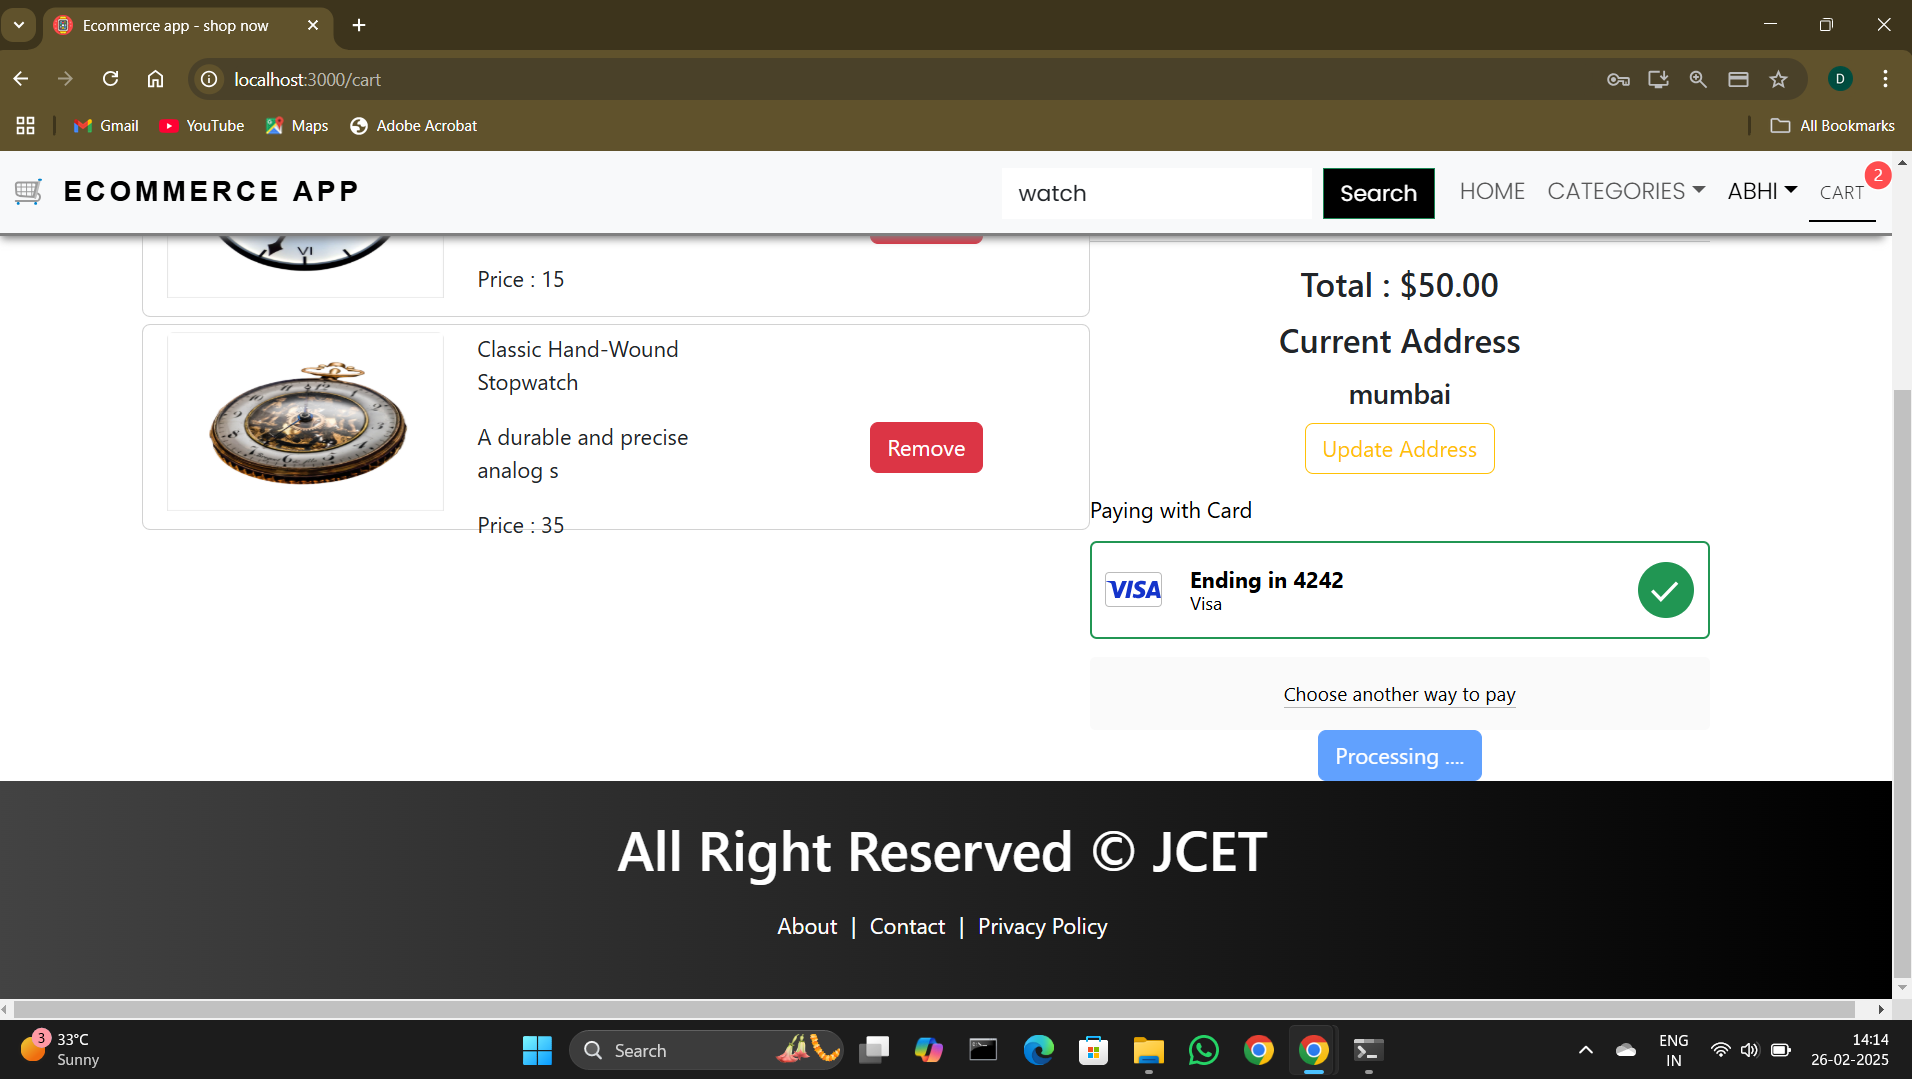 Ecommerce app - shop now
localhost:3000/cart
D
Gmail
YouTube
Maps
Adobe Acrobat
All Bookmarks
ECOMMERCE APP
watch
Search
HOME
CATEGORIES
ABHI
CART
2
VI
Price : 15
Classic Hand-Wound
Stopwatch
A durable and precise
analog s
Price : 35
Remove
Total : $50.00
Current Address
mumbai
Update Address
Paying with Card
VISA
Ending in 4242
Visa
Choose another way to pay
Processing ....
All Right Reserved © JCET
About | Contact | Privacy Policy
3
33°C
Sunny
Search
ENG
IN
14:14
26-02-2025